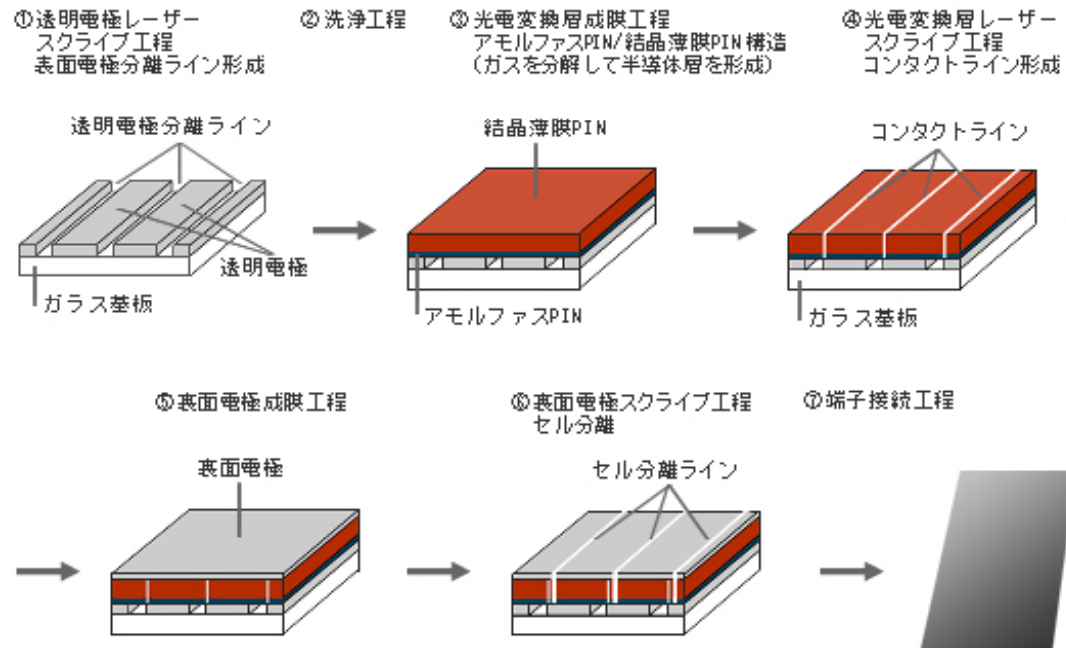 ①透明電極レーザー
スクライブ工程
表面電極分離ライン形成
②洗浄工程
③光電変換層成膜工程
アモルファスPIN/結晶薄膜PIN構造
(ガスを分解して半導体層を形成)
④光電変換層レーザー
スクライブ工程
コンタクトライン形成
透明電極分離ライン
透明電極
ガラス基板
結晶薄膜PIN
アモルファスPIN
コンタクトライン
ガラス基板
⑤裏面電極成膜工程
⑥裏面電極スクライブ工程
セル分離
⑦端子接続工程
裏面電極
セル分離ライン